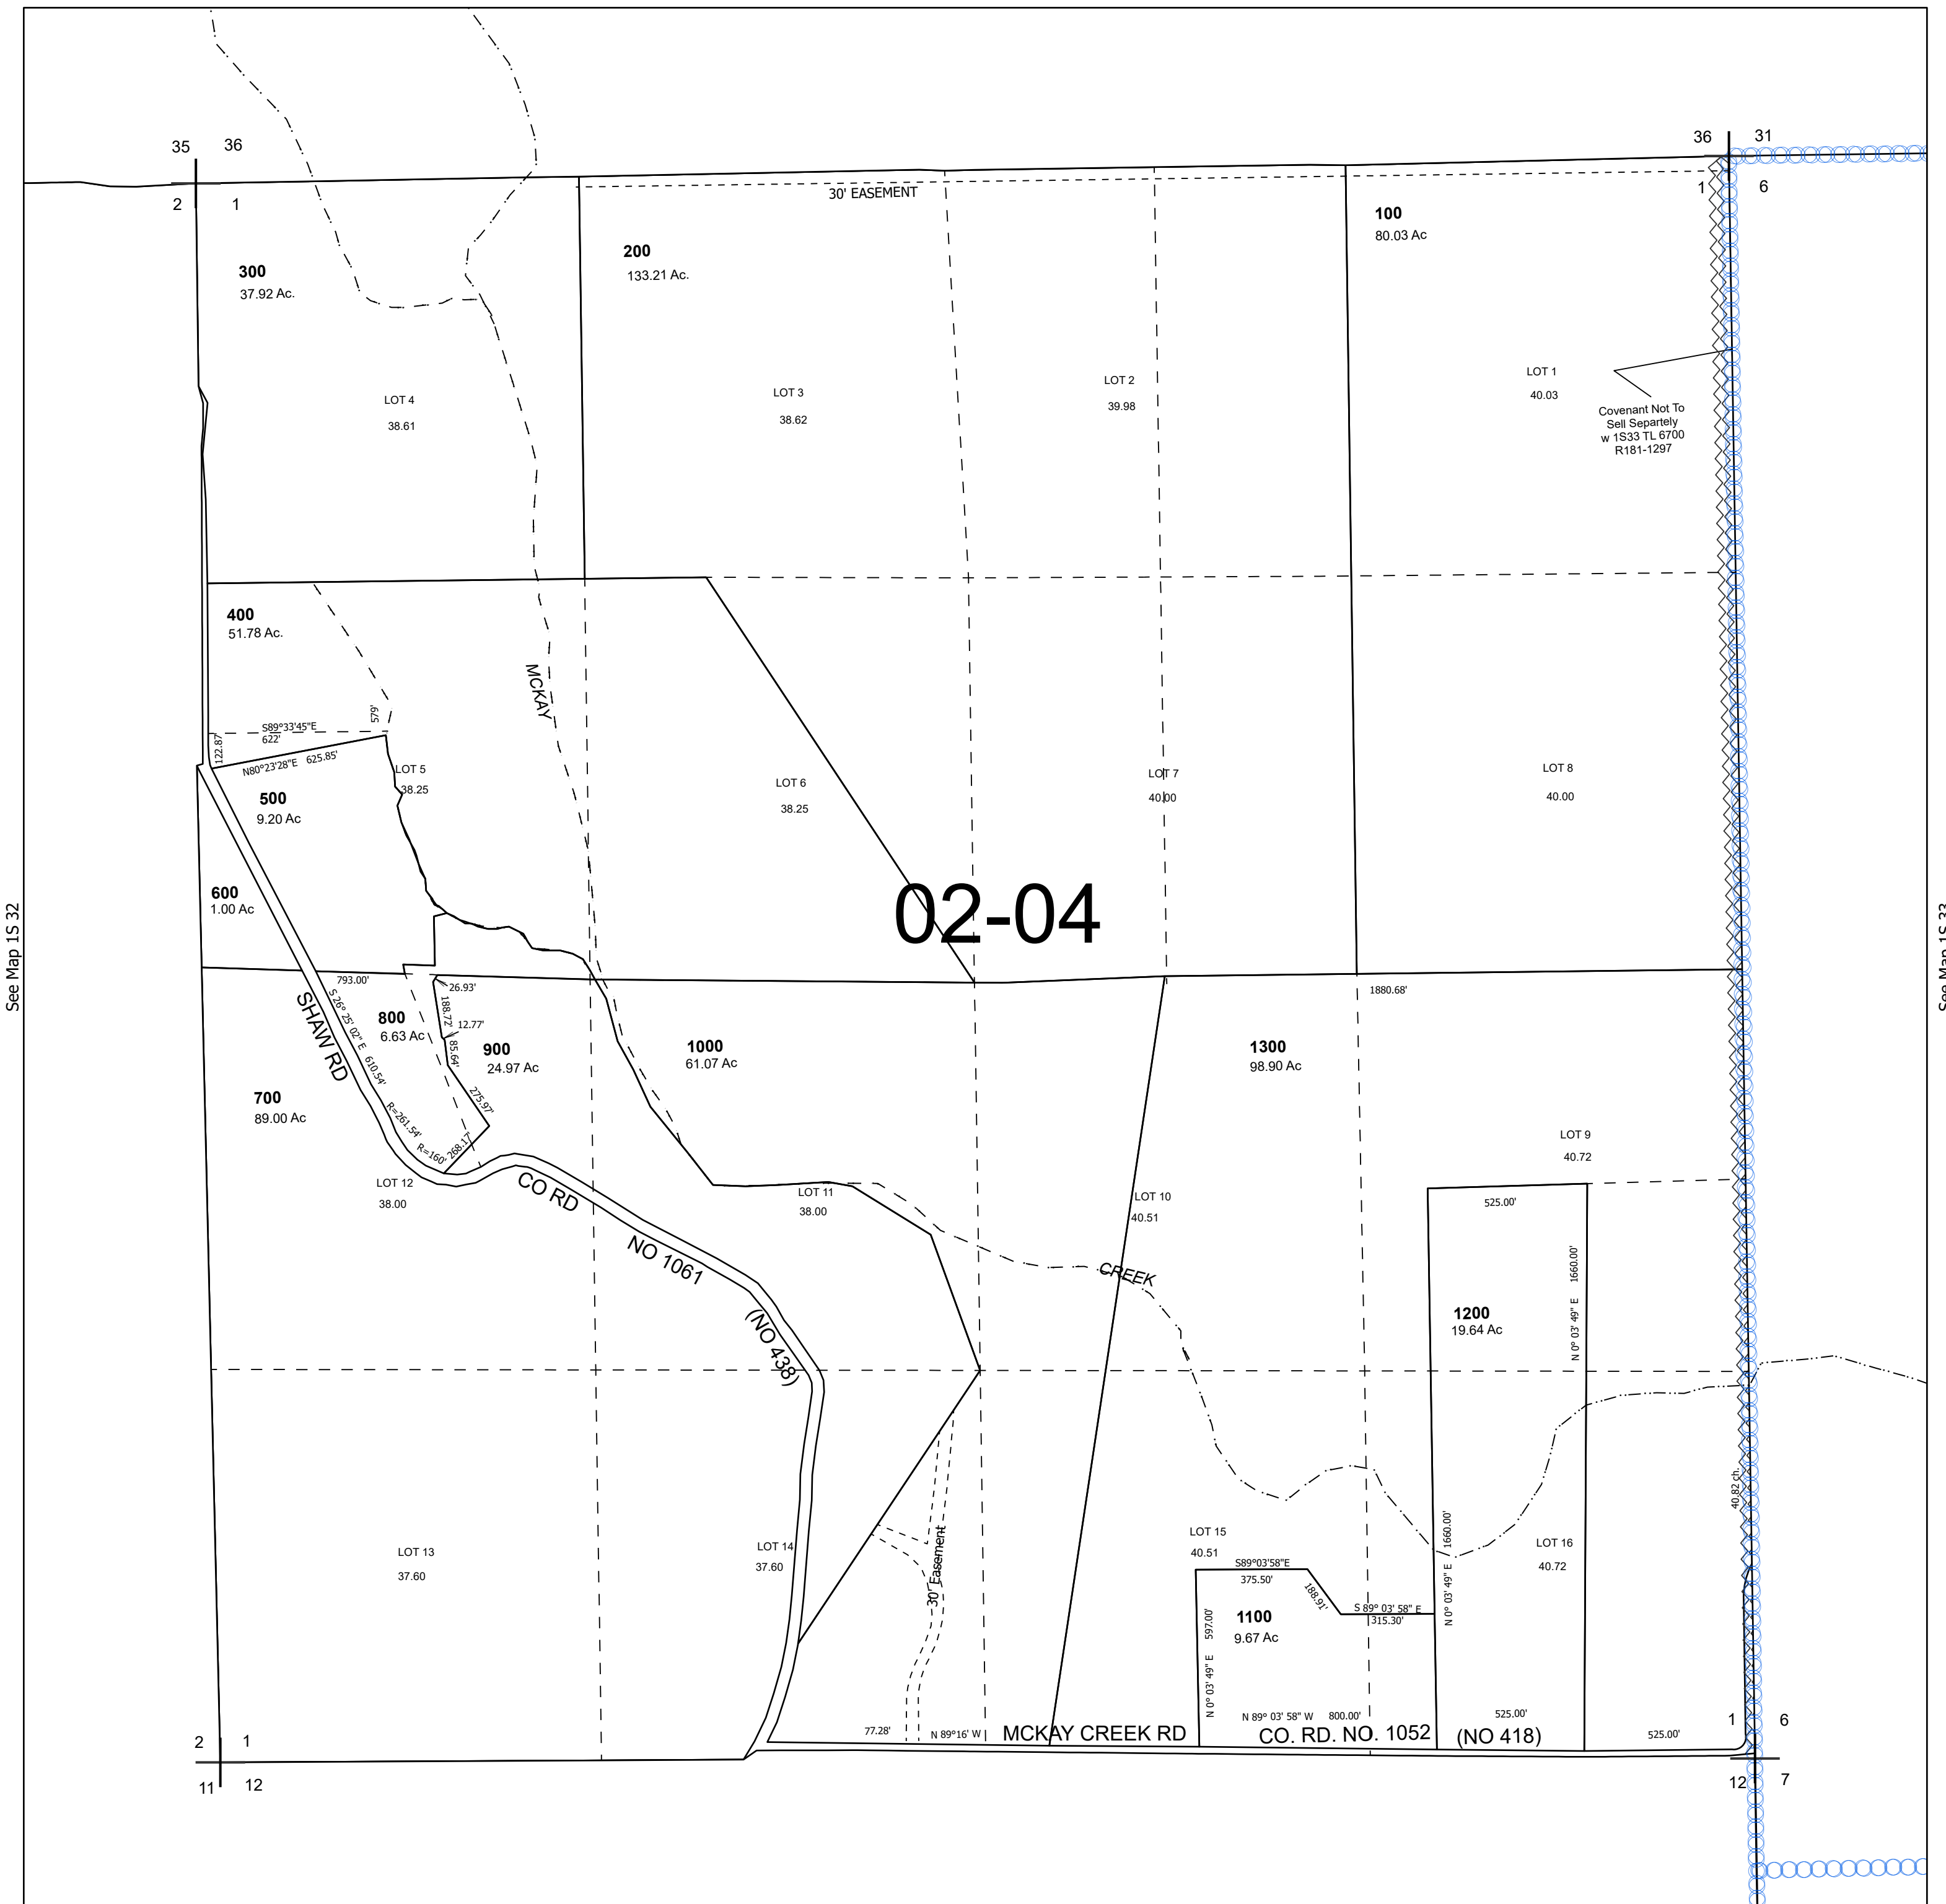 35
36
36
31
2
1
1
6
30' EASEMENT
100
80.03 Ac
200
133.21 Ac.
300
37.92 Ac.
LOT 4
38.61
LOT 3
38.62
LOT 2
39.98
LOT 1
40.03
Covenant Not To
Sell Separtely
w 1S33 TL 6700
R181-1297
400
51.78 Ac.
MCKAY
579'
S89°33'45"E
622'
122.87
N80°23'28"E 625.85'
LOT 5
38.25
LOT 6
38.25
LOT 7
40.00
LOT 8
40.00
500
9.20 Ac
600
1.00 Ac
02-04
See Map 1S 32
See Map 1S 33
793.00'
26.93'
188.72'
12.77'
85.64'
275.97'
268.17'
S 26° 25' 02" E 610.54'
R=261.54'
R=160'
SHAW RD
800
6.63 Ac
900
24.97 Ac
1000
61.07 Ac
1300
98.90 Ac
1880.68'
700
89.00 Ac
LOT 12
38.00
LOT 11
38.00
LOT 10
40.51
LOT 9
40.72
CO RD
NO 1061
(NO 438)
CREEK
525.00'
N 0° 03' 49" E 1660.00'
1200
19.64 Ac
40.82 ch.
LOT 13
37.60
LOT 14
37.60
30' Easement
LOT 15
40.51
LOT 16
40.72
S89°03'58"E
375.50'
188.91'
S 89° 03' 58" E
315.30'
N 0° 03' 49" E 1660.00'
1100
9.67 Ac
N 0° 03' 49" E 597.00'
N 89° 03' 58" W 800.00'
525.00'
525.00'
77.28'
N 89°16' W
MCKAY CREEK RD
CO. RD. NO. 1052
(NO 418)
2
1
1
6
11
12
12
7